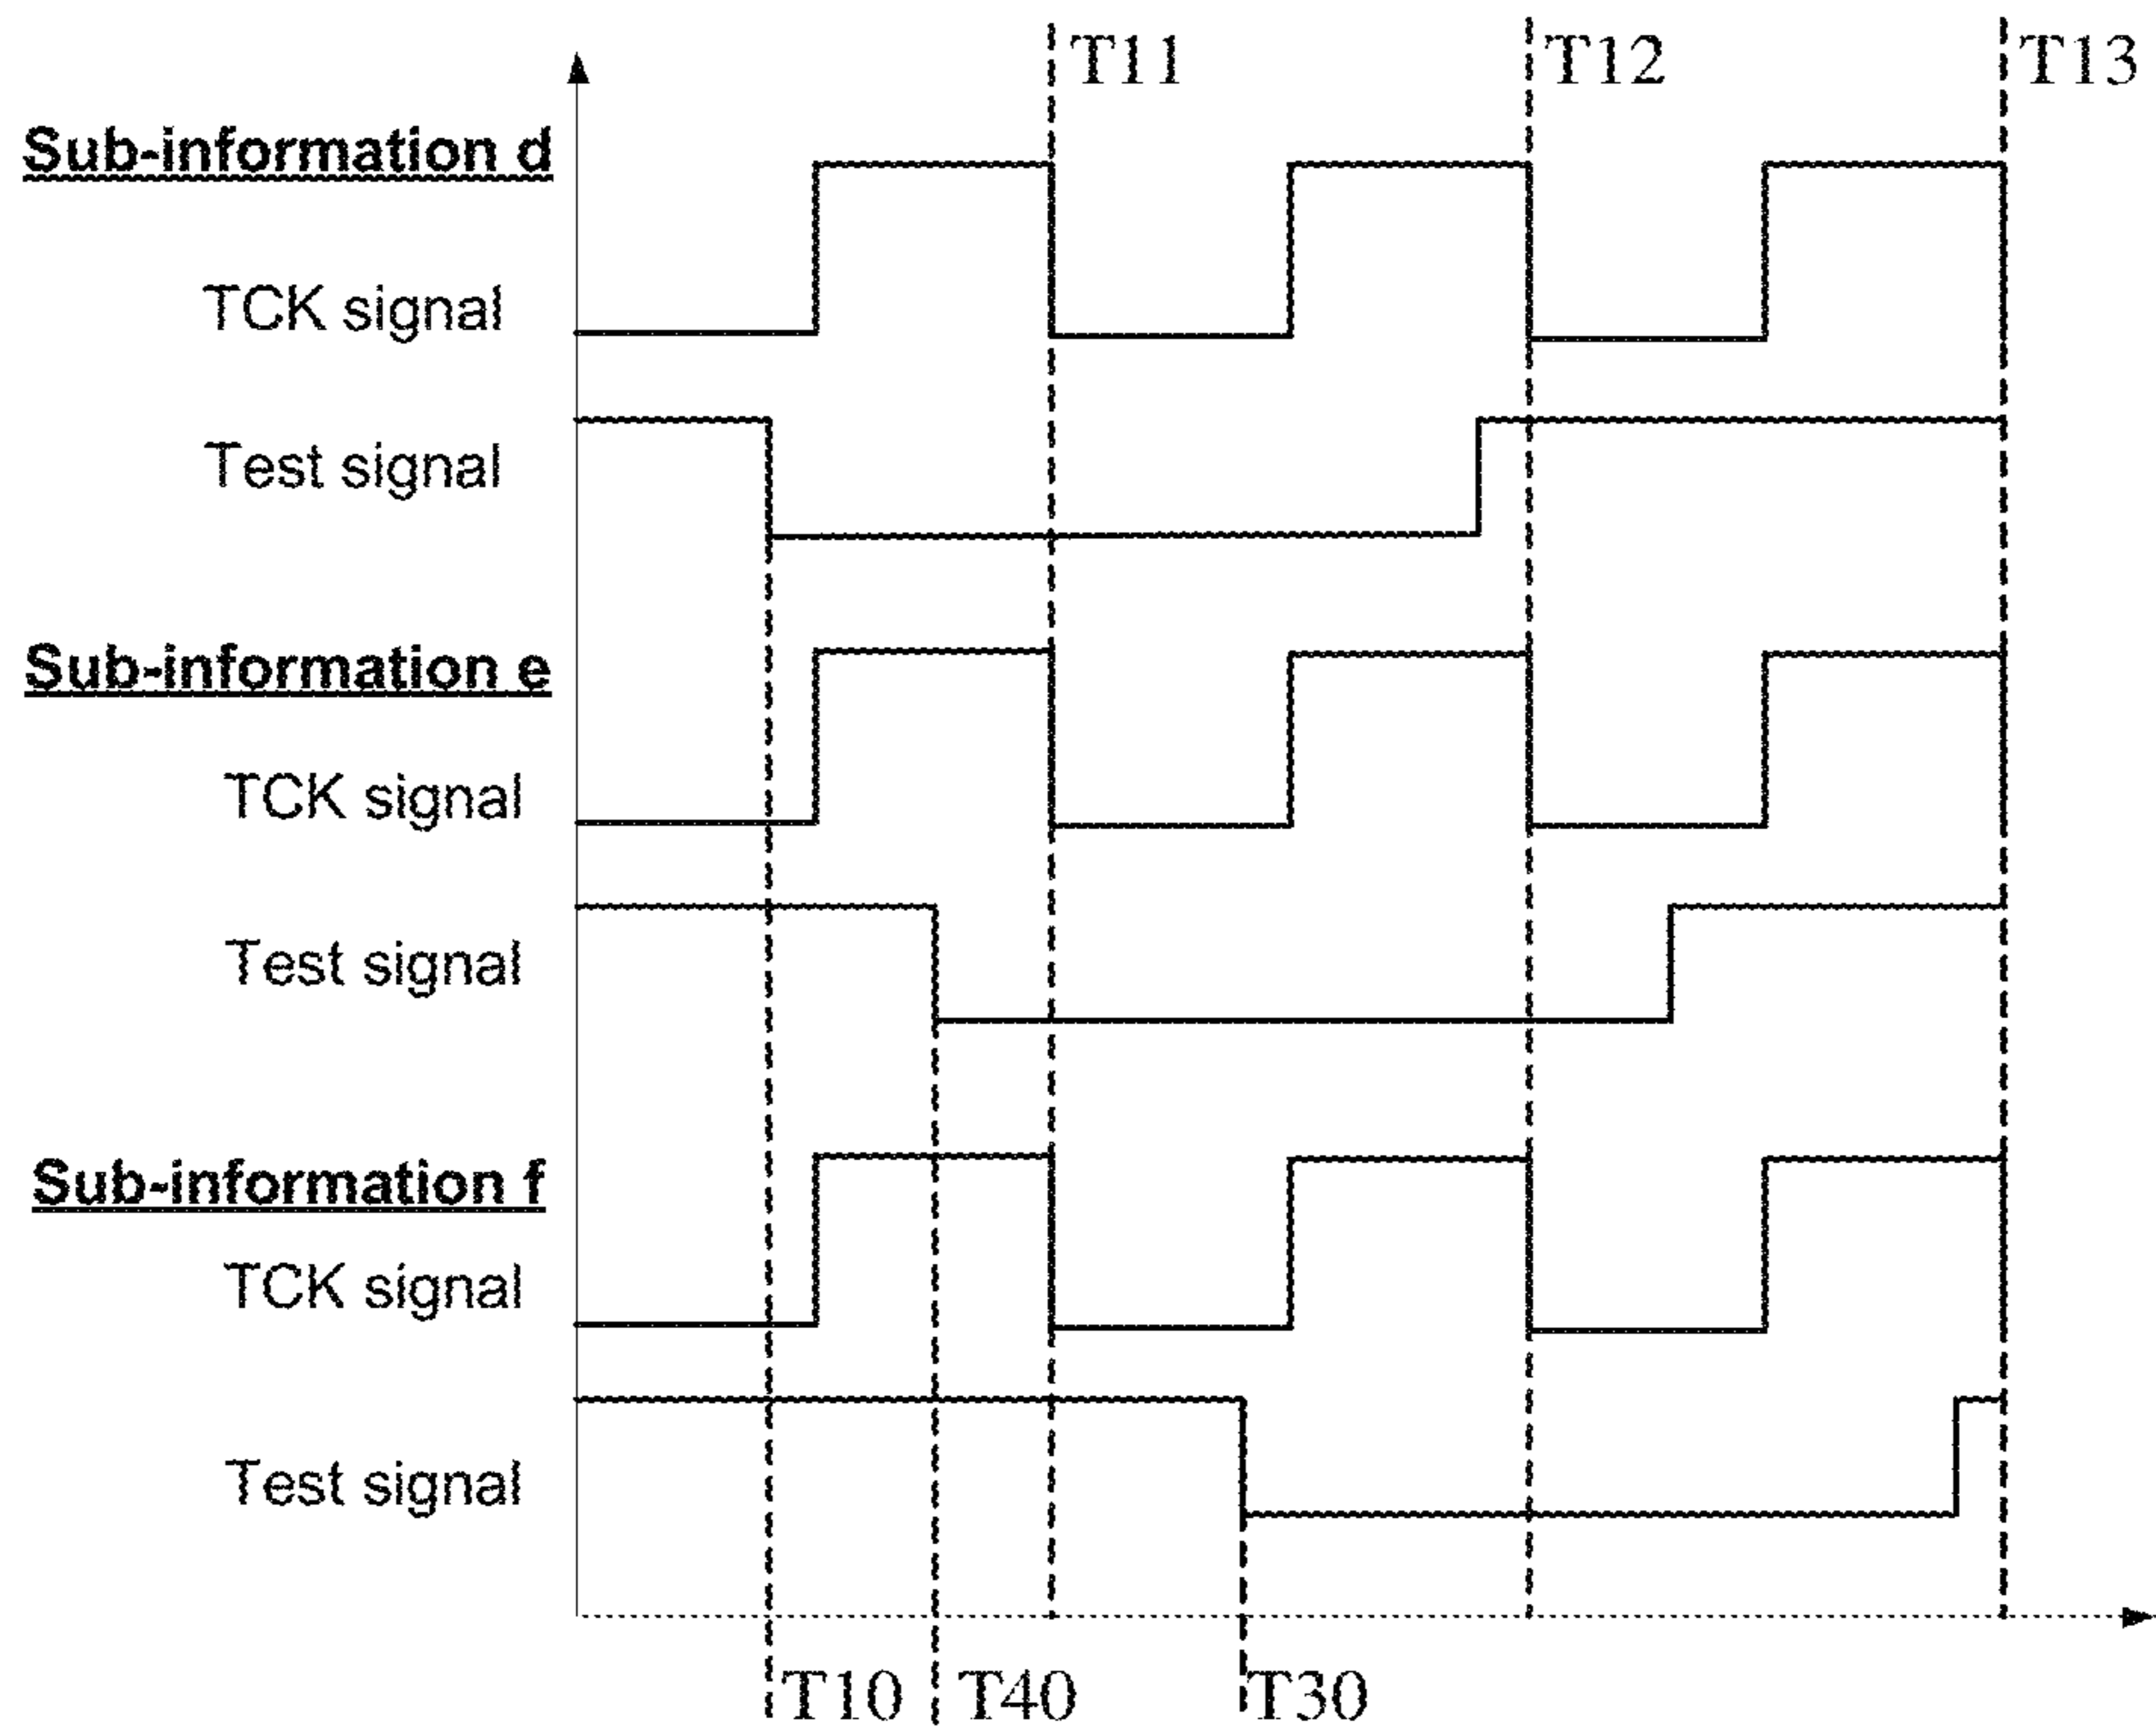 T11 T12 T13
Sub-information d
TCK signal
Test signal
Sub-information e
TCK signal
Test signal
Sub-information f
TCK signal
Test signal
T10 T40 T30